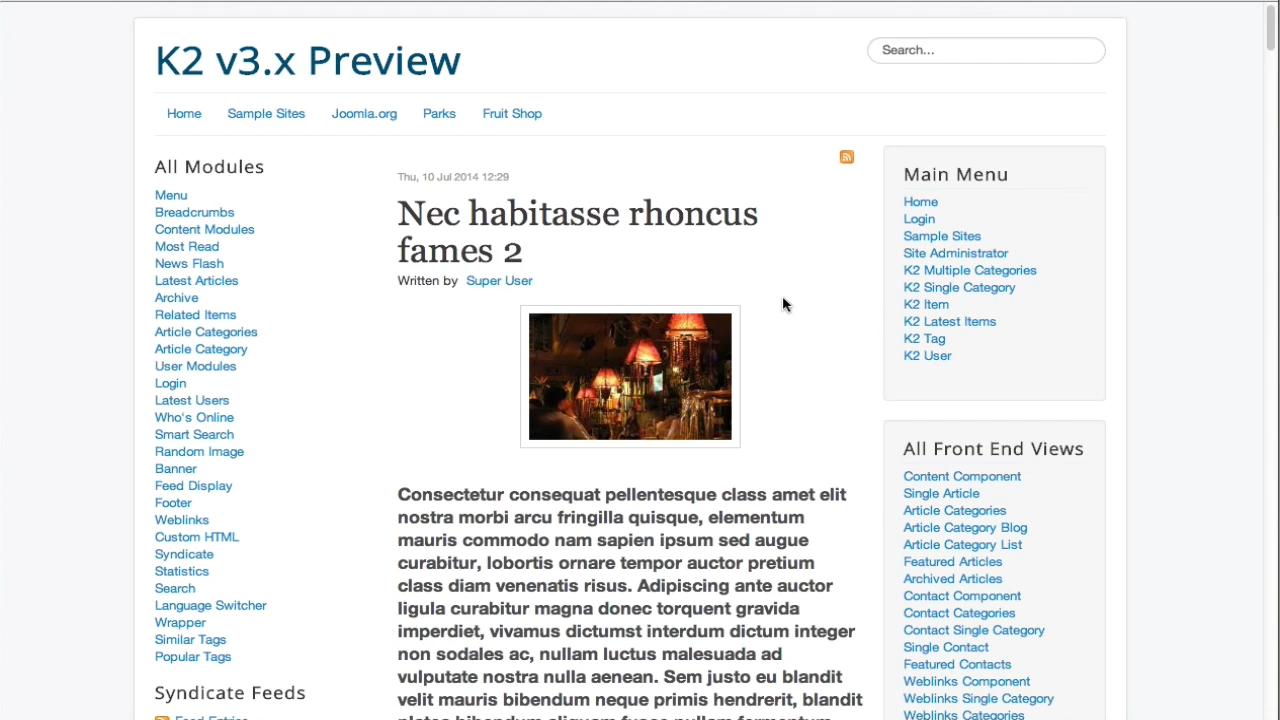 K2 v3.x Preview
Search...
Home
Sample Sites
Joomla.org
Parks
Fruit Shop
All Modules
Menu
Breadcrumbs
Content Modules
Most Read
News Flash
Latest Articles
Archive
Related Items
Article Categories
Article Category
User Modules
Login
Latest Users
Who's Online
Smart Search
Random Image
Banner
Feed Display
Footer
Weblinks
Custom HTML
Syndicate
Statistics
Search
Language Switcher
Wrapper
Similar Tags
Popular Tags
Syndicate Feeds
Feed Entries
Thu, 10 Jul 2014 12:29
Nec habitasse rhoncus
fames 2
Written by Super User
Consectetur consequat pellentesque class amet elit
nostra morbi arcu fringilla quisque, elementum
mauris commodo nam sapien ipsum sed augue
curabitur, lobortis ornare tempor auctor pretium
class diam venenatis risus. Adipiscing ante auctor
ligula curabitur magna donec torquent gravida
imperdiet, vivamus dictumst interdum dictum integer
non sodales ac, nullam luctus malesuada ad
vulputate nostra nulla aenean. Sem justo eu blandit
velit mauris bibendum neque primis hendrerit, blandit
Main Menu
Home
Login
Sample Sites
Site Administrator
K2 Multiple Categories
K2 Single Category
K2 Item
K2 Latest Items
K2 Tag
K2 User
All Front End Views
Content Component
Single Article
Article Categories
Article Category Blog
Article Category List
Featured Articles
Archived Articles
Contact Component
Contact Categories
Contact Single Category
Single Contact
Featured Contacts
Weblinks Component
Weblinks Single Category
Weblinks Categories